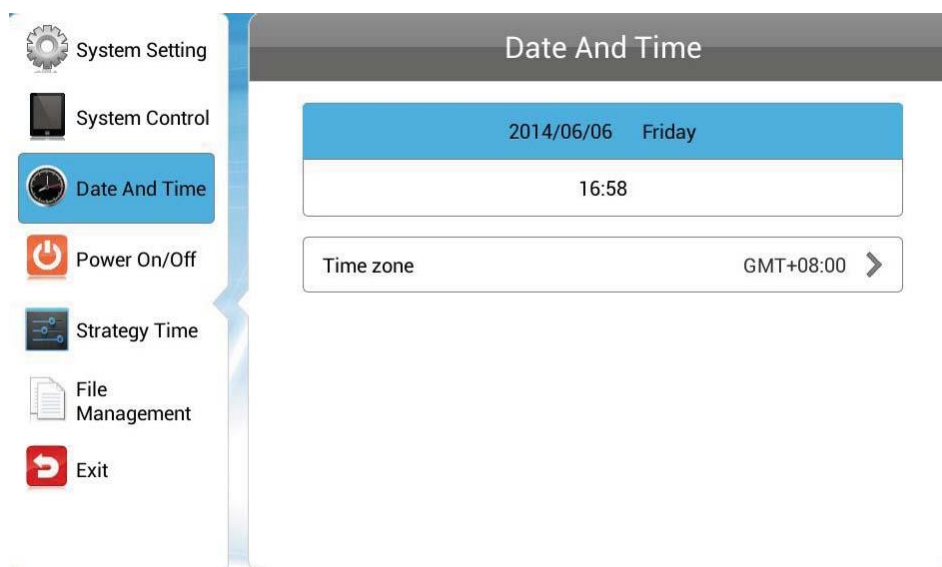 System Setting
System Control
Date And Time
Power On/Off
Strategy Time
File
Management
Exit
Date And Time
2014/06/06 Friday
16:58
Time zone GMT+08:00